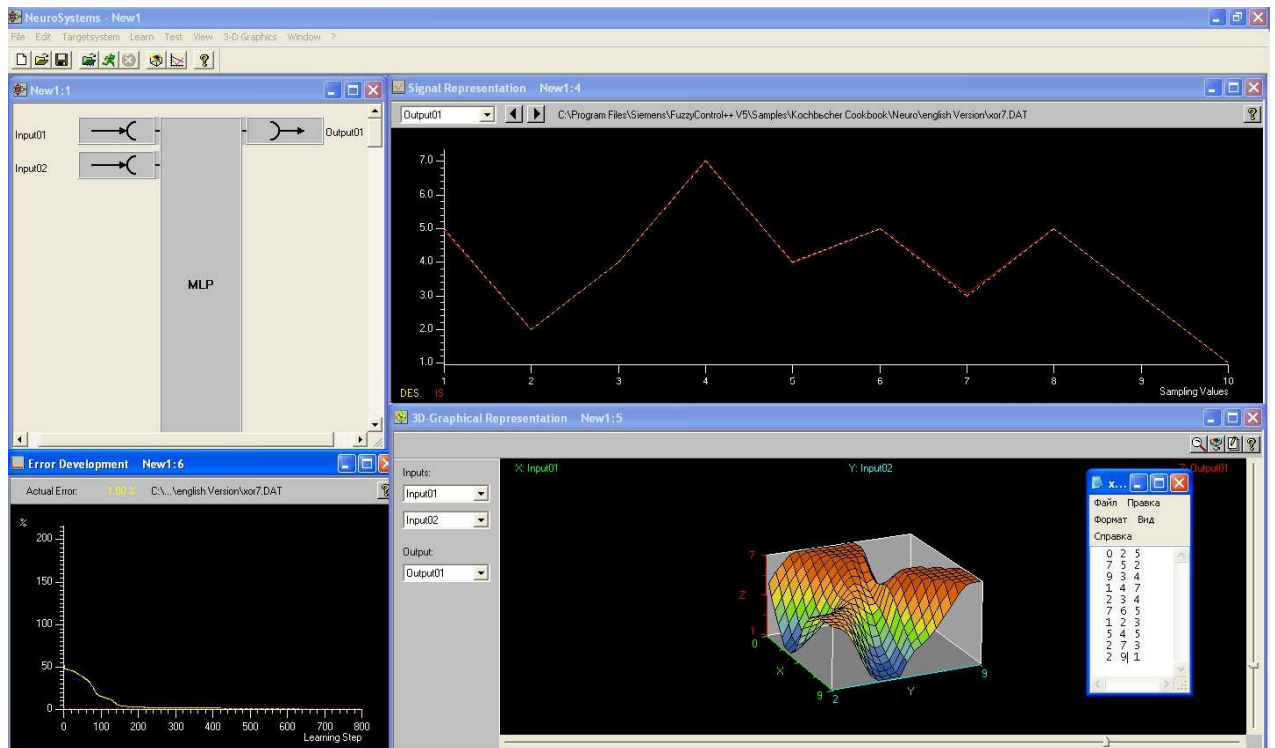 NeuroSystems - New1
File Edit Targetsystem Learn Test View 3-D Graphics Window ?
New1:1
Input01
Output01
Input02
MLP
Signal Representation New1:4
Output01
C:\Program Files\Siemens\FuzzyControl++ V5\Samples\Kochbьcher Cookbook\Neuro\english Version\xor7.DAT
7.0
6.0
5.0
4.0
3.0
2.0
1.0
1 2 3 4 5 6 7 8 9 10
DES. IS
Sampling Values
Error Development New1:6
Actual Error: 1.00 % C:\...\english Version\xor7.DAT
%
200
150
100
50
0
0 100 200 300 400 500 600 700 800
Learning Step
3D-Graphical Representation New1:5
Inputs:
Input01
Input02
Output:
Output01
X: Input01
Y: Input02
Z: Output01
7
Z
1
0
X
9
2
Y
9
x...
Файл Правка
Формат Вид
Справка
0 2 5
7 5 2
9 3 4
1 4 7
2 3 4
7 6 5
1 2 3
5 4 5
2 7 3
2 9 1